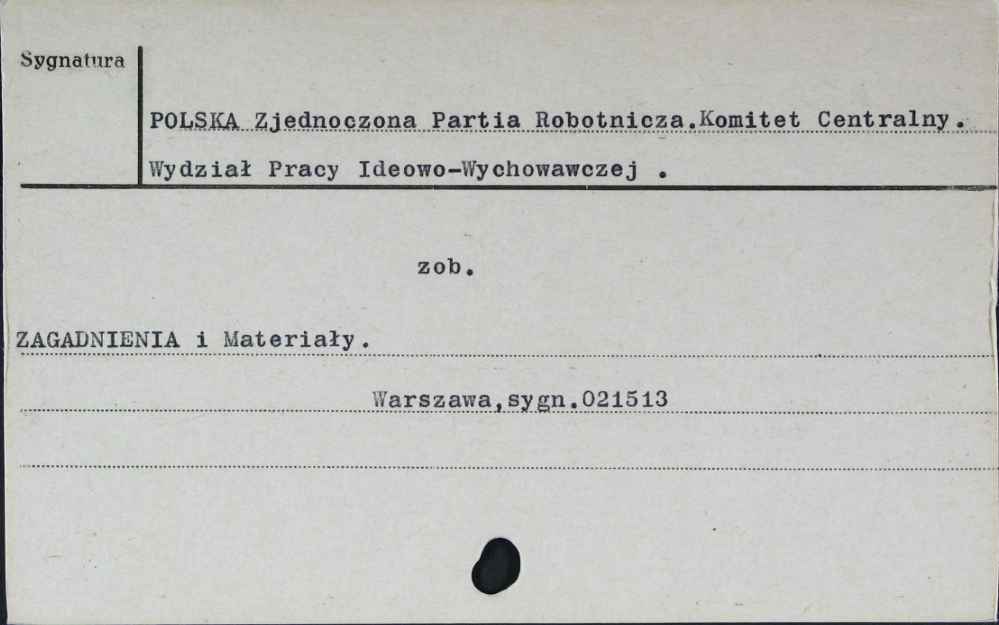 Sygnatura
POLSKA Zjednoczona Partia Robotnicza.Komitet Centralny.
Wydział Pracy Ideowo-Wychowawczej .
zob.
ZAGADNIENIA i Materiały.
Warszawa,sygn.021513